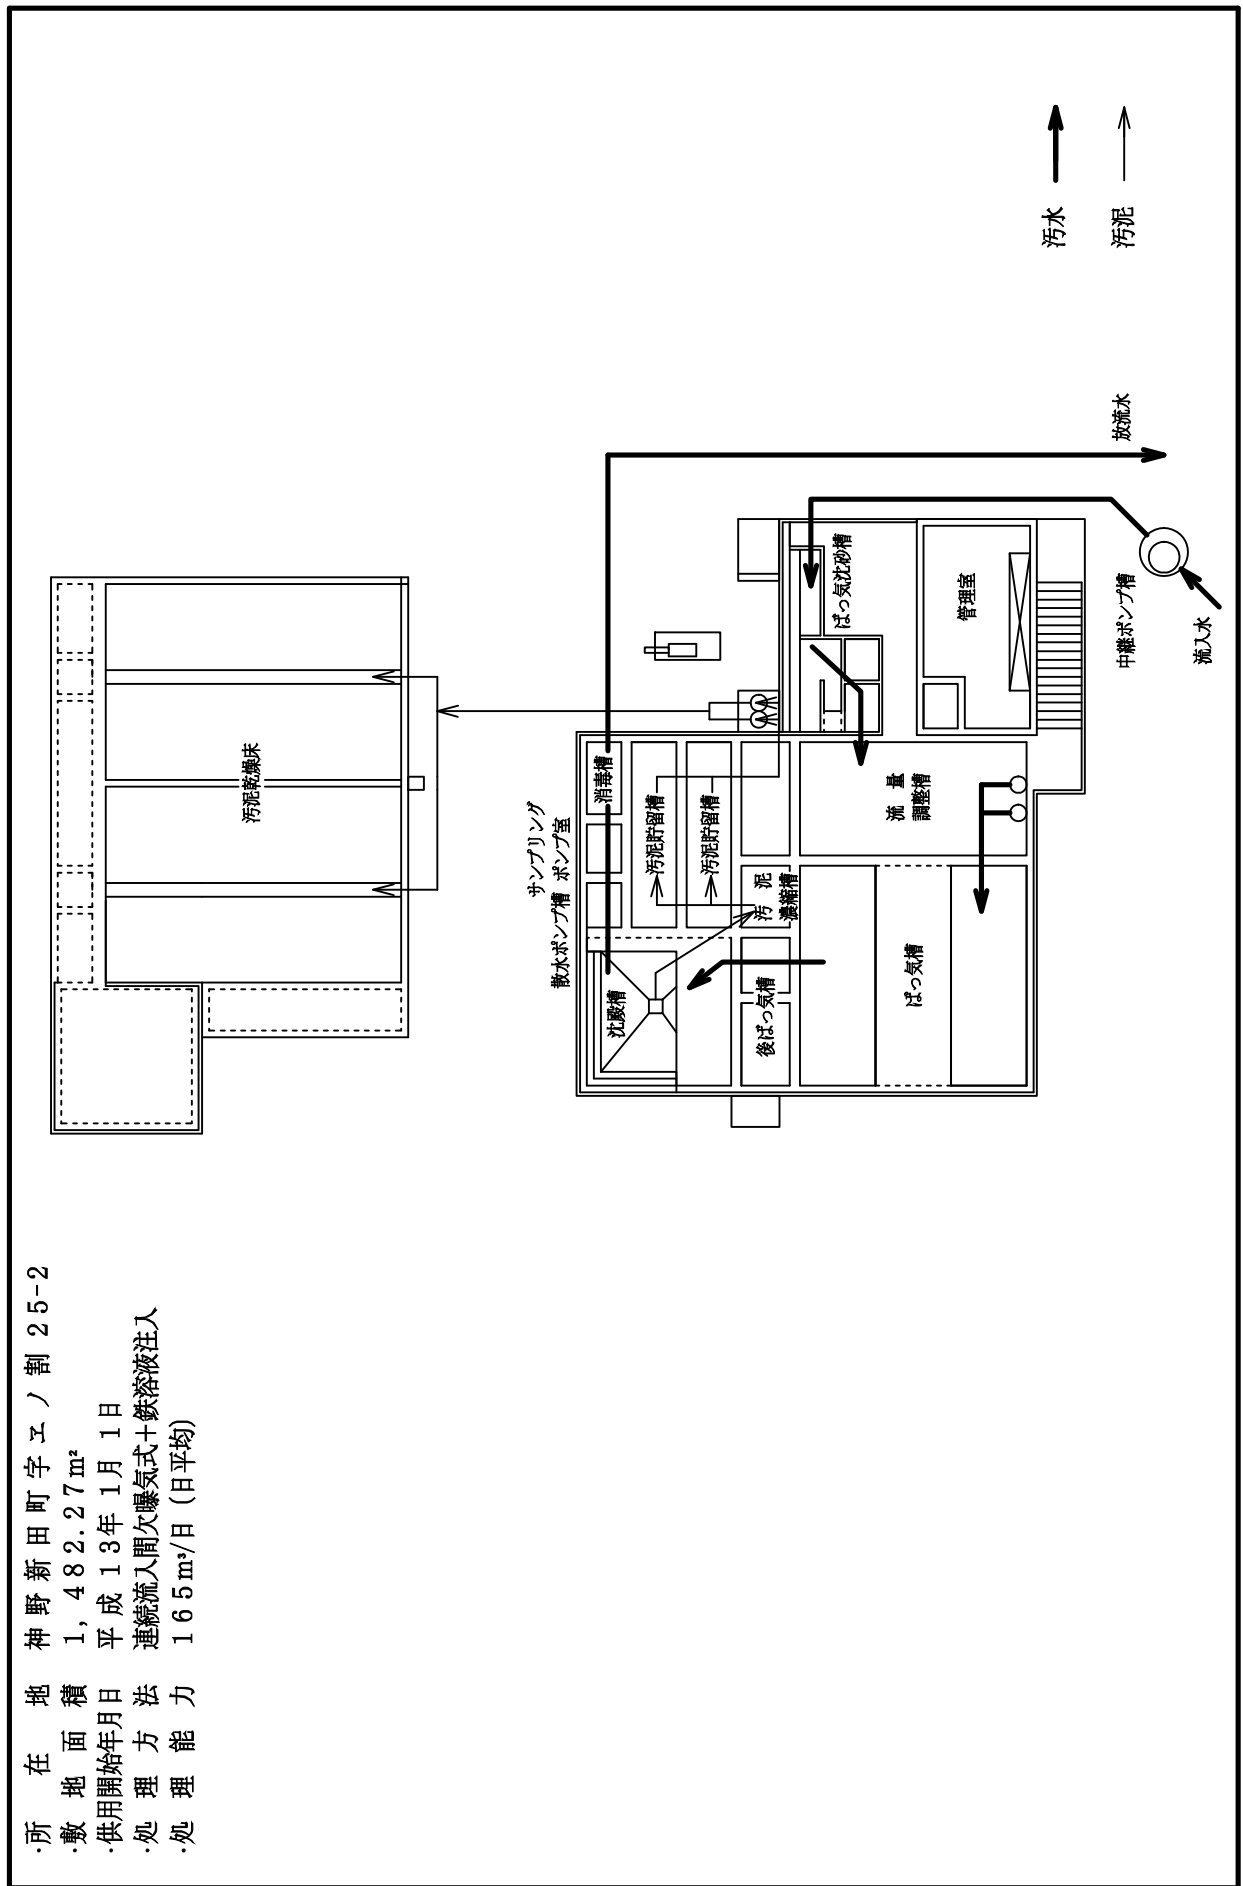 ・所在地 神野新田町字ヱノ割25-2
・敷地面積 1,482.27m²
・供用開始年月日 平成13年1月1日
・処理方法 連続流入間欠曝気式＋鉄溶液注入
・処理能力 165m³/日(日平均)
汚泥乾燥床
サンプリング
散水ポンプ槽 ポンプ室
消毒槽
沈殿槽
汚泥貯留槽
汚泥貯留槽
汚泥
濃縮槽
後ばっ気槽
ばっ気沈砂槽
流量
調整槽
ばっ気槽
管理室
放流水
中継ポンプ槽
流入水
汚水
汚泥